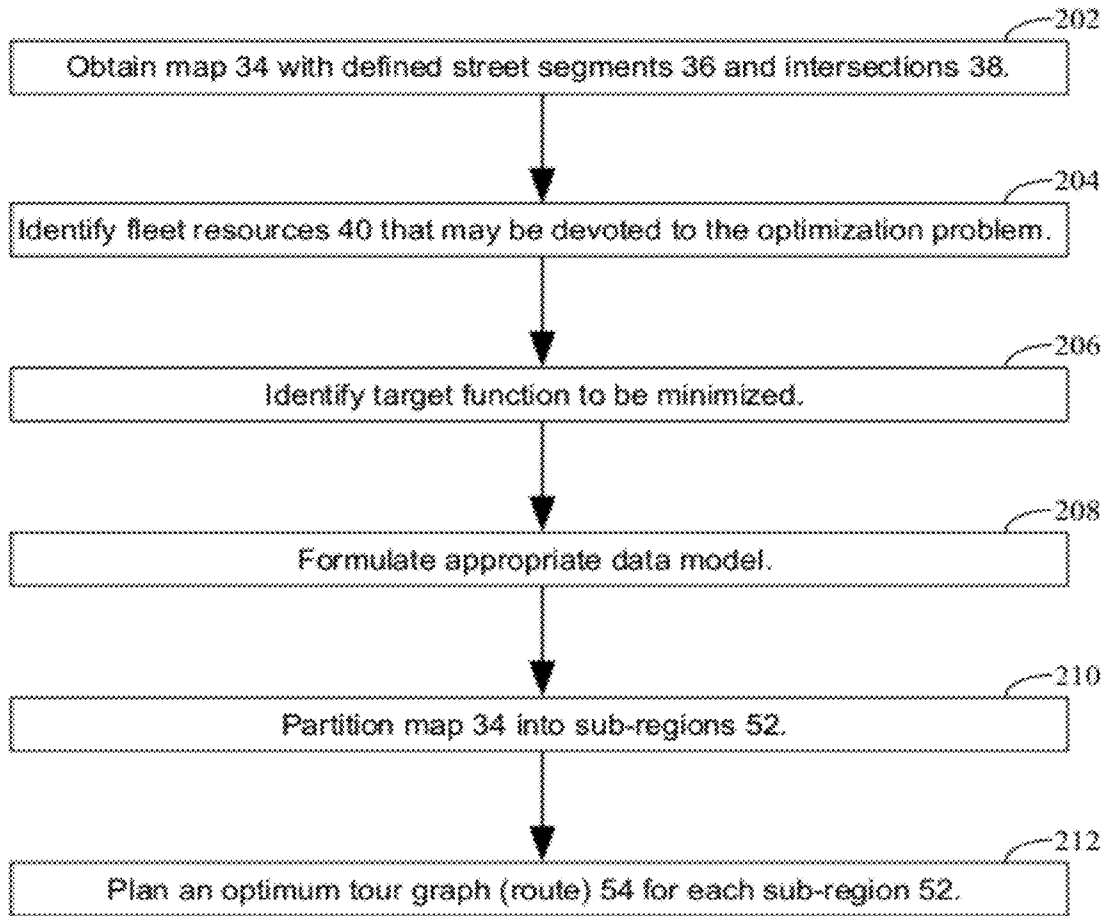 202
Obtain map 34 with defined street segments 36 and intersections 38.
204
Identify fleet resources 40 that may be devoted to the optimization problem.
206
Identify target function to be minimized.
208
Formulate appropriate data model.
210
Partition map 34 into sub-regions 52.
212
Plan an optimum tour graph (route) 54 for each sub-region 52.